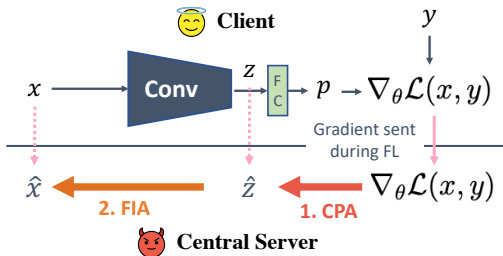 Client
y
x
Conv
z
F
C
p
∇θℒ(x, y)
Gradient sent
during FL
x̂
2. FIA
ẑ
1. CPA
∇θℒ(x, y)
Central Server